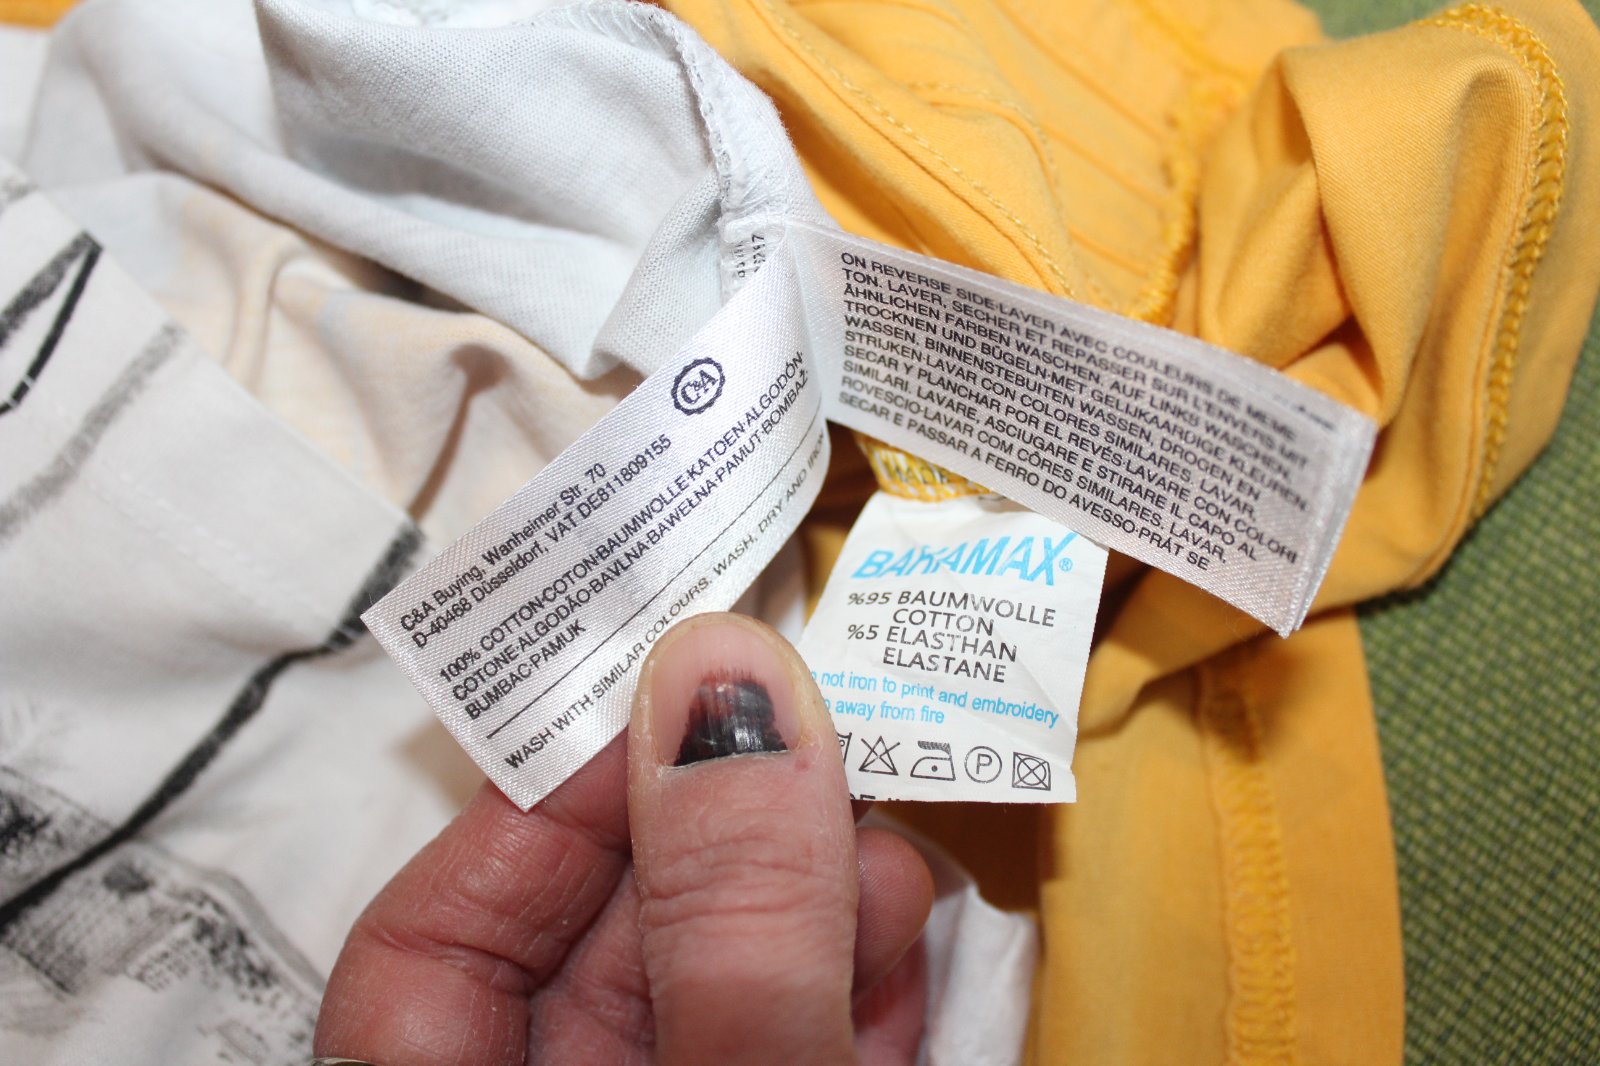 C&A
C&A Buying, Wanheimer Str. 70
D-40468 Düsseldorf, VAT DE811809155
100% COTTON·COTON·BAUMWOLLE·KATOEN·ALGODÓN·
COTONE·ALGODÃO·BAVLNA·BAWEŁNA·PAMUT·BOMBAŽ·
BUMBAC·PAMUK
WASH WITH SIMILAR COLOURS. WASH, DRY AND IRON
ON REVERSE SIDE·LAVER AVEC COULEURS DE MEME
TON. LAVER, SECHER ET REPASSER SUR L'ENVERS·MIT
ÄHNLICHEN FARBEN WASCHEN. AUF LINKS WASCHEN,
TROCKNEN UND BÜGELN·MET GELIJKAARDIGE KLEUREN
WASSEN. BINNENSTEBUITEN WASSEN, DROGEN EN
STRIJKEN·LAVAR CON COLORES SIMILARES. LAVAR,
SECAR Y PLANCHAR POR EL REVÉS·LAVARE CON COLORI
SIMILARI. LAVARE, ASCIUGARE E STIRARE IL CAPO AL
ROVESCIO·LAVAR COM CÔRES SIMILARES. LAVAR,
SECAR E PASSAR A FERRO DO AVESSO·PRÁT SE
BAHAMAX®
%95 BAUMWOLLE
COTTON
%5 ELASTHAN
ELASTANE
not iron to print and embroidery
away from fire
P